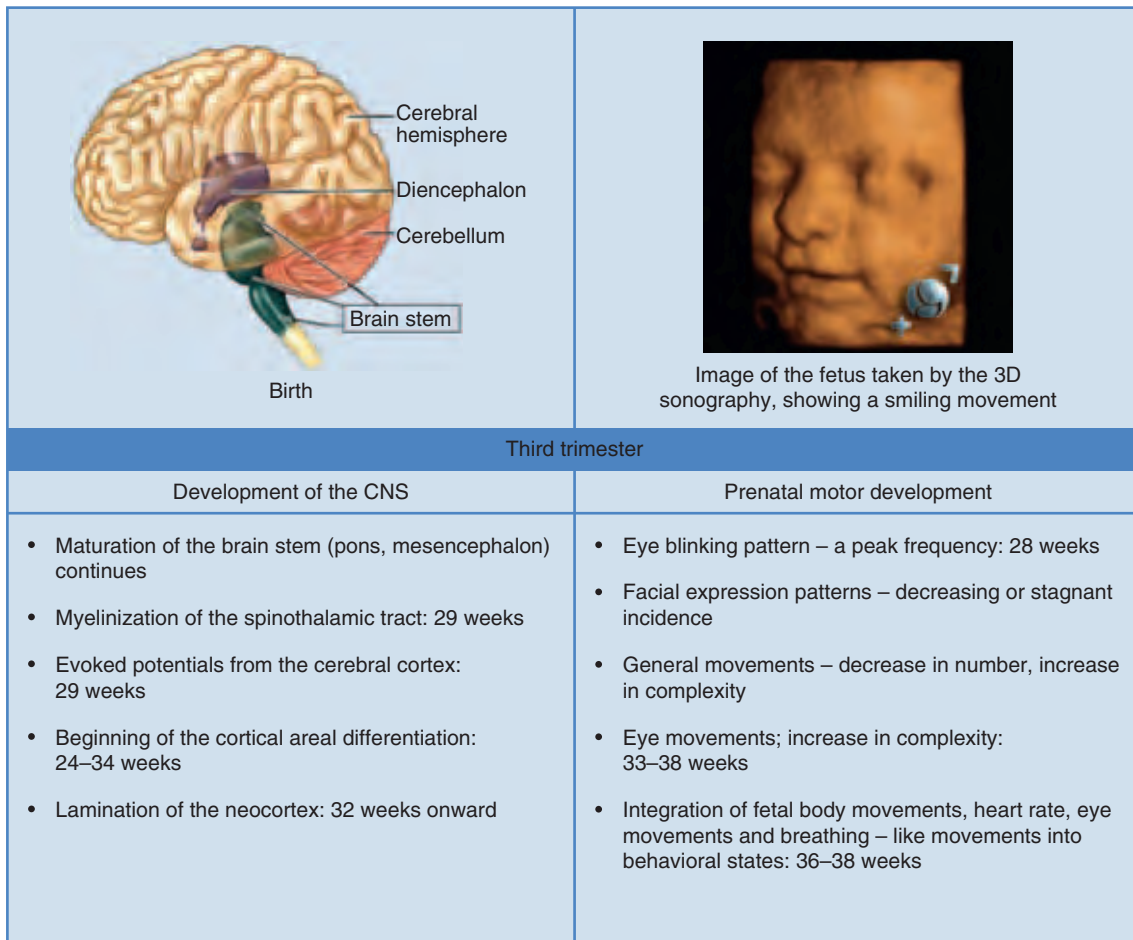 Cerebral
hemisphere
Diencephalon
Cerebellum
Brain stem
Birth
Image of the fetus taken by the 3D
sonography, showing a smiling movement
Third trimester
Development of the CNS
Prenatal motor development
• Maturation of the brain stem (pons, mesencephalon)
continues
• Myelinization of the spinothalamic tract: 29 weeks
• Evoked potentials from the cerebral cortex:
29 weeks
• Beginning of the cortical areal differentiation:
24–34 weeks
• Lamination of the neocortex: 32 weeks onward
• Eye blinking pattern – a peak frequency: 28 weeks
• Facial expression patterns – decreasing or stagnant
incidence
• General movements – decrease in number, increase
in complexity
• Eye movements; increase in complexity:
33–38 weeks
• Integration of fetal body movements, heart rate, eye
movements and breathing – like movements into
behavioral states: 36–38 weeks